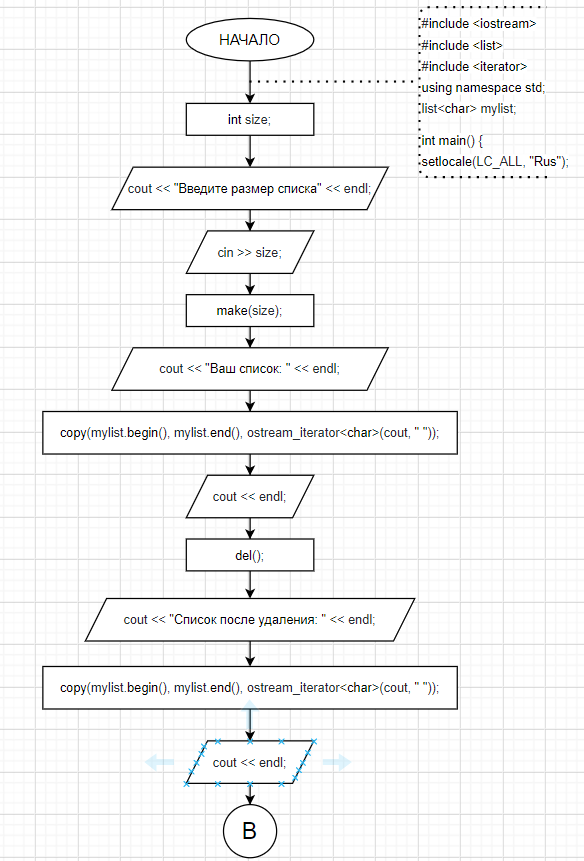 НАЧАЛО
#include <iostream>
#include <list>
#include <iterator>
using namespace std;
list<char> mylist;
int main() {
setlocale(LC_ALL, "Rus");
int size;
cout << "Введите размер списка" << endl;
cin >> size;
make(size);
cout << "Ваш список: " << endl;
copy(mylist.begin(), mylist.end(), ostream_iterator<char>(cout, " "));
cout << endl;
del();
cout << "Список после удаления: " << endl;
copy(mylist.begin(), mylist.end(), ostream_iterator<char>(cout, " "));
cout << endl;
В